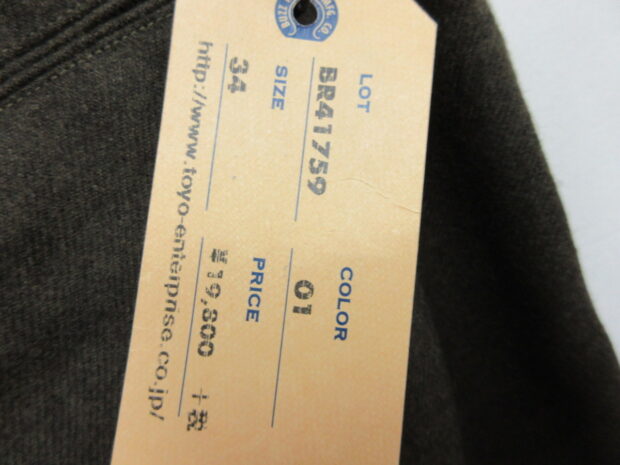 LOT BR41759
COLOR 01
SIZE 34
PRICE ¥19,800 +税
http://www.toyo-enterprise.co.jp/